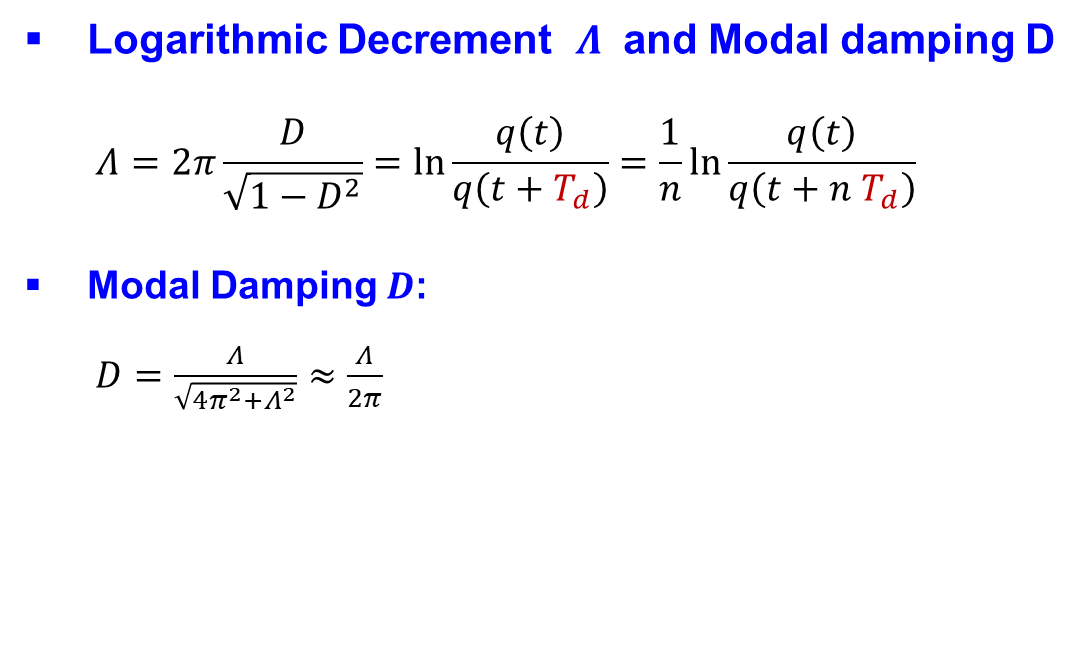 ▪ Logarithmic Decrement Λ and Modal damping D
Λ = 2π D/√(1 − D²) = ln q(t)/q(t + T_d) = 1/n ln q(t)/q(t + n T_d)
▪ Modal Damping D:
D = Λ/√(4π²+Λ²) ≈ Λ/2π